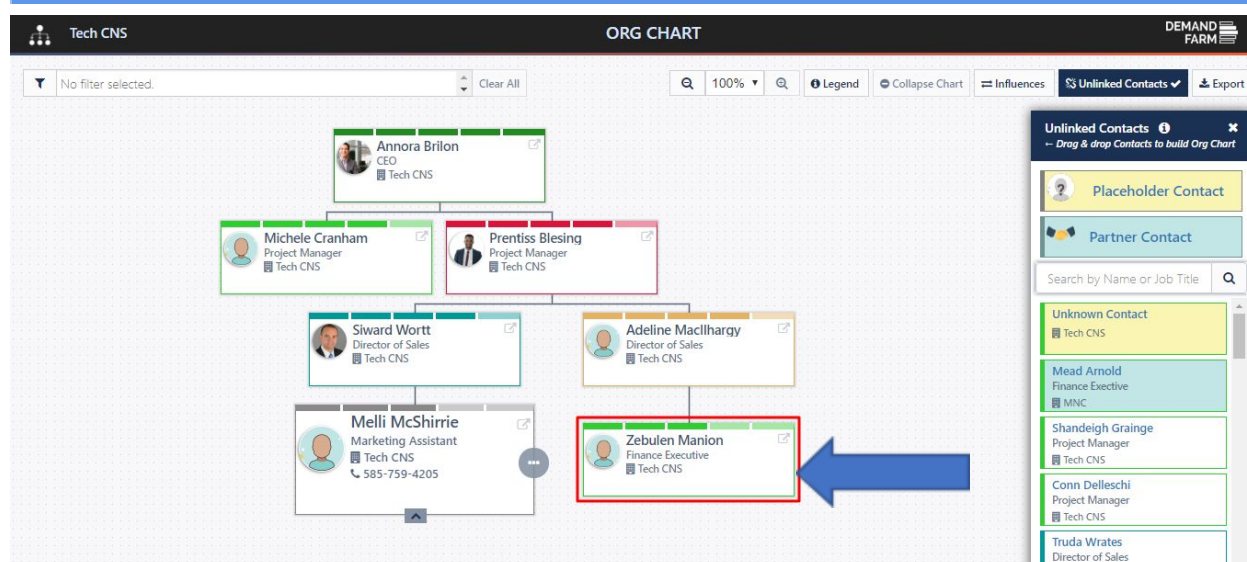 Tech CNS
ORG CHART
DEMAND
FARM
No filter selected.
Clear All
100%
Legend
Collapse Chart
Influences
Unlinked Contacts
Export
Annora Brilon
CEO
Tech CNS
Michele Cranham
Project Manager
Tech CNS
Prentiss Blesing
Project Manager
Tech CNS
Siward Wortt
Director of Sales
Tech CNS
Adeline MacIlhargy
Director of Sales
Tech CNS
Melli McShirrie
Marketing Assistant
Tech CNS
585-759-4205
Zebulen Manion
Finance Executive
Tech CNS
Unlinked Contacts
← Drag & drop Contacts to build Org Chart
? Placeholder Contact
Partner Contact
Search by Name or Job Title
Unknown Contact
Tech CNS
Mead Arnold
Finance Exective
MNC
Shandeigh Grainge
Project Manager
Tech CNS
Conn Delleschi
Project Manager
Tech CNS
Truda Wrates
Director of Sales